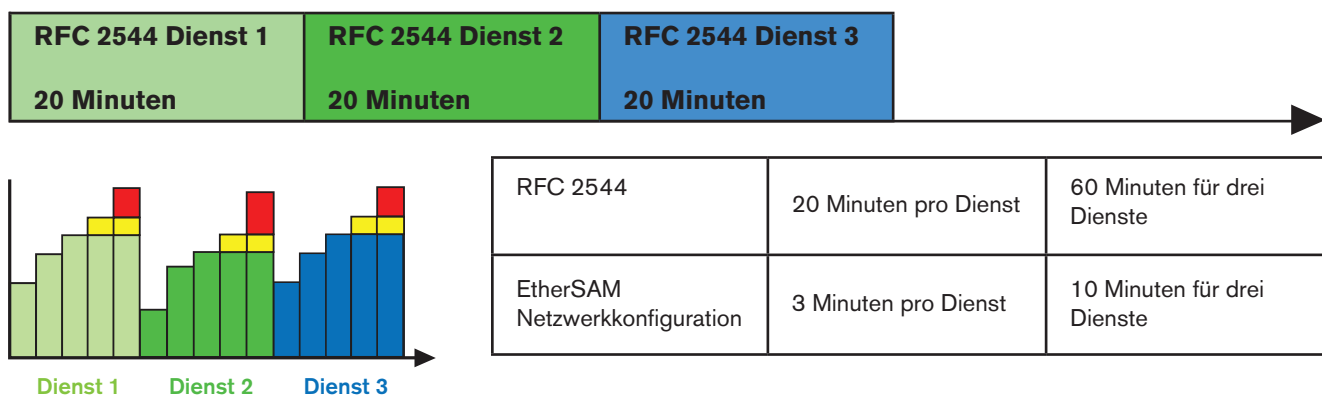 RFC 2544 Dienst 1
20 Minuten
RFC 2544 Dienst 2
20 Minuten
RFC 2544 Dienst 3
20 Minuten
RFC 2544
20 Minuten pro Dienst
60 Minuten für drei
Dienste
EtherSAM
Netzwerkkonfiguration
3 Minuten pro Dienst
10 Minuten für drei
Dienste
Dienst 1
Dienst 2
Dienst 3